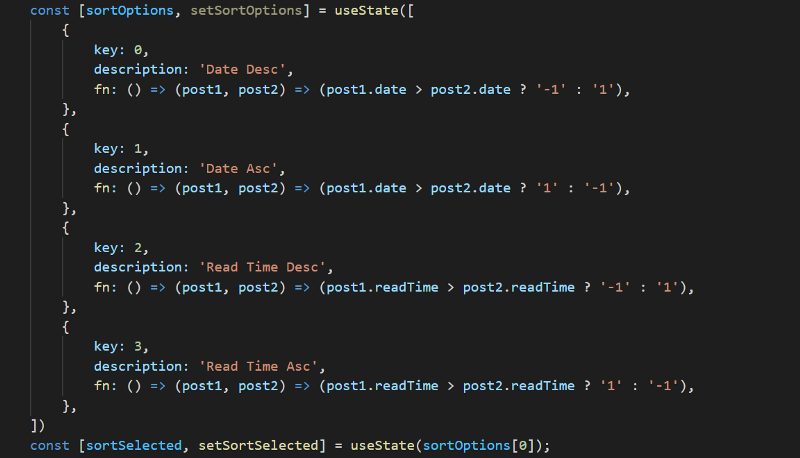 const [sortOptions, setSortOptions] = useState([
    {
        key: 0,
        description: 'Date Desc',
        fn: () => (post1, post2) => (post1.date > post2.date ? '-1' : '1'),
    },
    {
        key: 1,
        description: 'Date Asc',
        fn: () => (post1, post2) => (post1.date > post2.date ? '1' : '-1'),
    },
    {
        key: 2,
        description: 'Read Time Desc',
        fn: () => (post1, post2) => (post1.readTime > post2.readTime ? '-1' : '1'),
    },
    {
        key: 3,
        description: 'Read Time Asc',
        fn: () => (post1, post2) => (post1.readTime > post2.readTime ? '1' : '-1'),
    },
])
const [sortSelected, setSortSelected] = useState(sortOptions[0]);